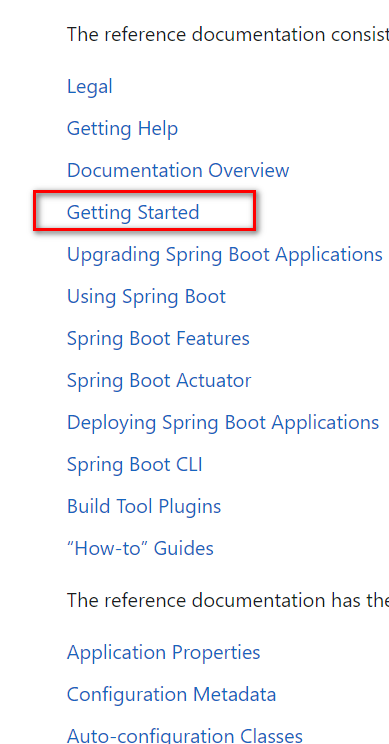 The reference documentation consist
Legal
Getting Help
Documentation Overview
Getting Started
Upgrading Spring Boot Applications
Using Spring Boot
Spring Boot Features
Spring Boot Actuator
Deploying Spring Boot Applications
Spring Boot CLI
Build Tool Plugins
“How-to” Guides
The reference documentation has the
Application Properties
Configuration Metadata
Auto-configuration Classes